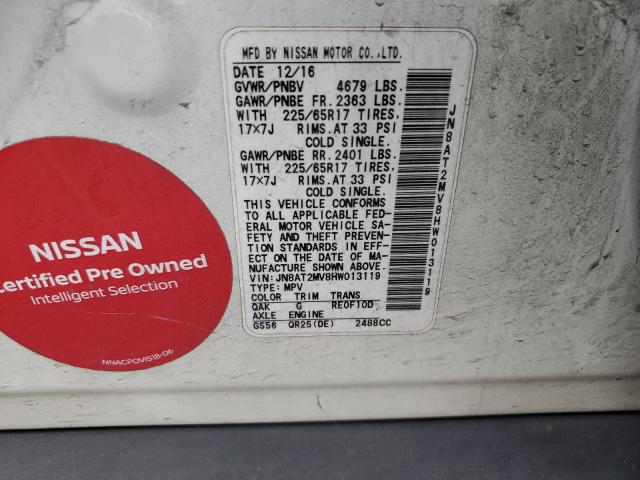 MFD BY NISSAN MOTOR CO.,LTD.
DATE 12/16
GVWR/PNBV 4679 LBS.
GAWR/PNBE FR. 2363 LBS.
WITH 225/65R17 TIRES,
17X7J RIMS.AT 33 PSI
COLD SINGLE.
GAWR/PNBE RR. 2401 LBS.
WITH 225/65R17 TIRES,
17X7J RIMS.AT 33 PSI
COLD SINGLE.
THIS VEHICLE CONFORMS
TO ALL APPLICABLE FED-
ERAL MOTOR VEHICLE SA-
FETY AND THEFT PREVEN-
TION STANDARDS IN EFF-
ECT ON THE DATE OF MA-
NUFACTURE SHOWN ABOVE.
VIN:JN8AT2MV8HW013119
TYPE: MPV
COLOR TRIM TRANS
QAK G RE0F10D
AXLE ENGINE
GS56 QR25(DE) 2488CC
JN8AT2MV8HW013119
NISSAN
Certified Pre Owned
Intelligent Selection
NNACPOVIS18-06